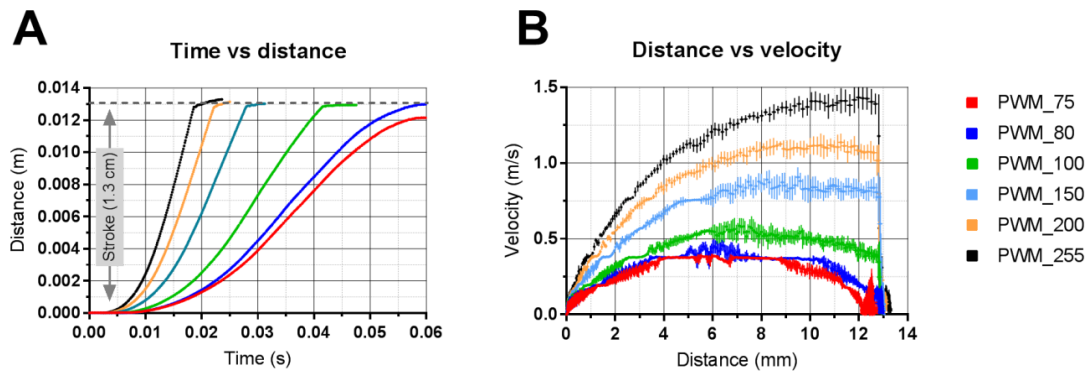 A
Time vs distance
0.014
0.013
0.012
0.010
0.008
0.006
0.004
0.002
0.000
Distance (m)
Stroke (1.3 cm)
0.00
0.01
0.02
0.03
0.04
0.05
0.06
Time (s)
B
Distance vs velocity
1.5
1.0
0.5
0.0
Velocity (m/s)
0
2
4
6
8
10
12
14
Distance (mm)
PWM_75
PWM_80
PWM_100
PWM_150
PWM_200
PWM_255